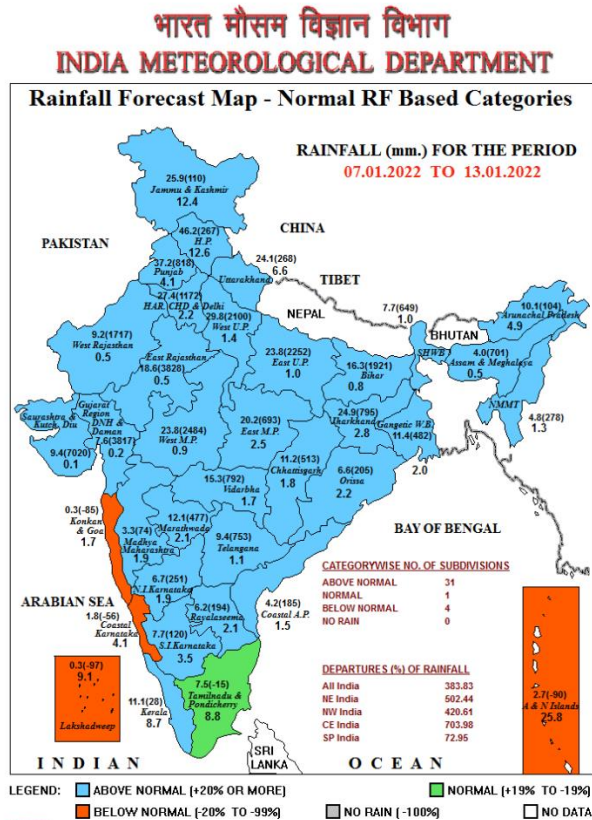 भारत मौसम विज्ञान विभाग
INDIA METEOROLOGICAL DEPARTMENT
Rainfall Forecast Map - Normal RF Based Categories
RAINFALL (mm.) FOR THE PERIOD
07.01.2022 TO 13.01.2022
25.9(110)
Jammu & Kashmir
12.4
46.2(267)
H.P.
12.6
CHINA
PAKISTAN
37.2(818)
Punjab
4.1
24.1(268)
6.6
Uttarakhand
TIBET
27.4(1172)
HAR. CHD & Delhi
2.2
29.8(2100)
West U.P.
1.4
NEPAL
7.7(649)
1.0
BHUTAN
10.1(104)
Arunachal Pradesh
4.9
9.2(1717)
West Rajasthan
0.5
East Rajasthan
18.6(3828)
0.5
23.8(2252)
East U.P.
1.0
16.3(1921)
Bihar
0.8
SHWB
4.0(701)
Assam & Meghalaya
0.5
NMMT
4.8(278)
1.3
Saurashtra &
Kutch, Diu
9.4(7020)
0.1
Gujarat
Region
DNH &
Daman
7.6(3817)
0.2
23.8(2484)
West M.P.
0.9
20.2(693)
East M.P.
2.5
24.9(795)
Jharkhand
2.8
Gangetic W.B.
11.4(482)
2.0
11.2(513)
Chhattisgarh
1.8
6.6(205)
Orissa
2.2
15.3(792)
Vidarbha
1.7
0.3(-85)
Konkan
& Goa
1.7
3.3(74)
Madhya
Maharashtra
1.9
12.1(477)
Marathwada
2.1
9.4(753)
Telangana
1.1
BAY OF BENGAL
ARABIAN SEA
6.7(251)
N.I.Karnataka
1.9
1.8(-56)
Coastal
Karnataka
4.1
6.2(194)
Rayalaseema
2.1
4.2(185)
Coastal A.P.
1.5
7.7(120)
S.I.Karnataka
3.5
CATEGORYWISE NO. OF SUBDIVISIONS
ABOVE NORMAL 31
NORMAL 1
BELOW NORMAL 4
NO RAIN 0
DEPARTURES (%) OF RAINFALL
All India 383.83
NE India 502.44
NW India 420.61
CE India 703.98
SP India 72.95
0.3(-97)
9.1
Lakshadweep
11.1(28)
Kerala
8.7
7.5(-15)
Tamilnadu &
Pondicherry
8.8
2.7(-90)
A & N Islands
25.8
SRI
LANKA
INDIAN OCEAN
LEGEND: ABOVE NORMAL (+20% OR MORE) NORMAL (+19% TO -19%)
BELOW NORMAL (-20% TO -99%) NO RAIN (-100%) NO DATA